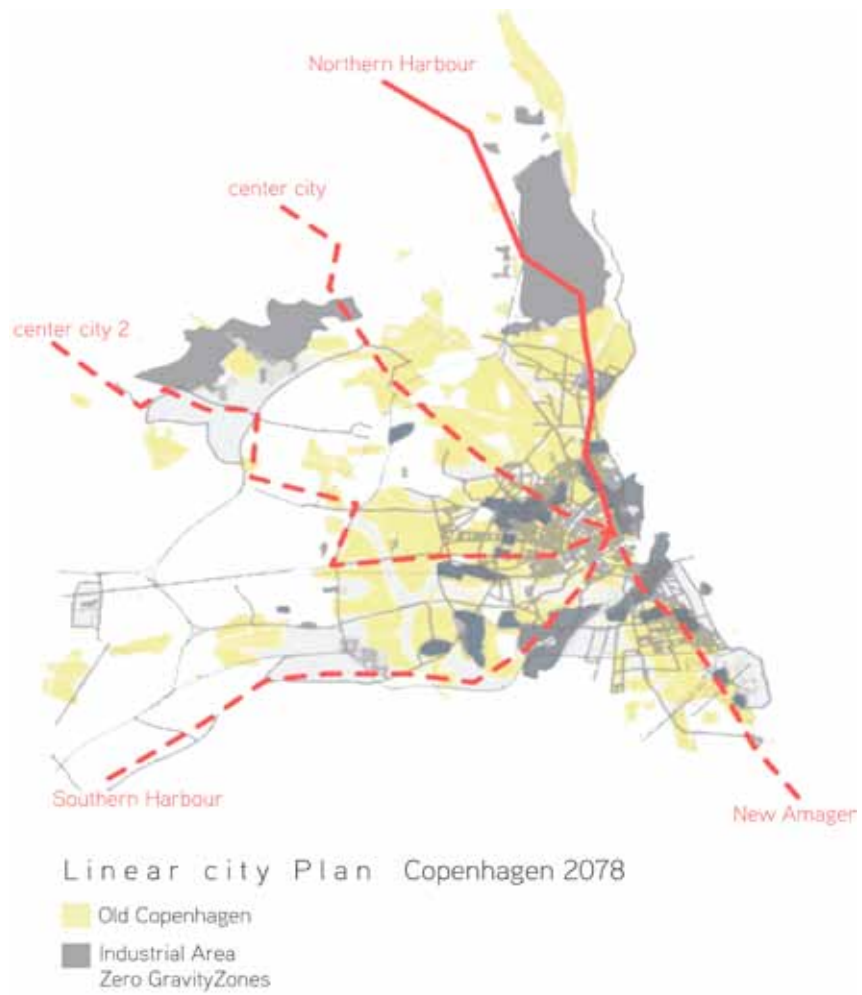 Northern Harbour
center city
center city 2
Southern Harbour
New Amager
Linear city Plan Copenhagen 2078
Old Copenhagen
Industrial Area
Zero GravityZones